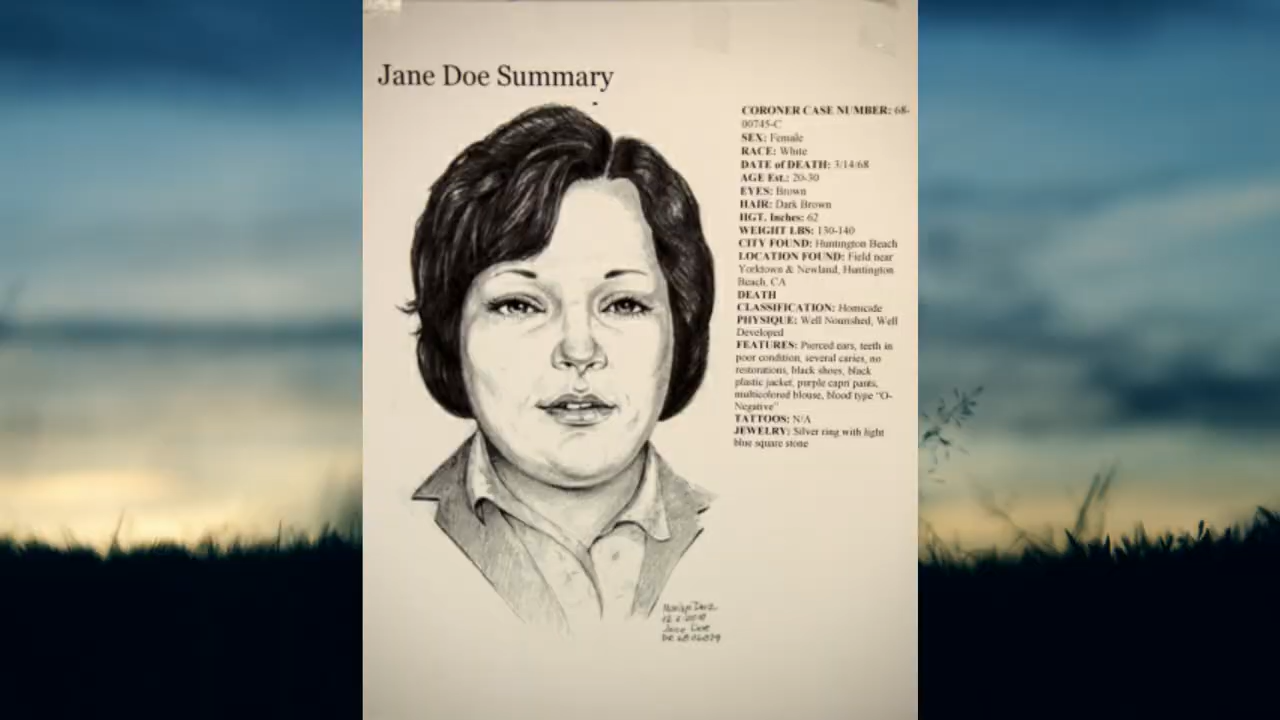 Jane Doe Summary
CORONER CASE NUMBER: 68-
00745-C
SEX: Female
RACE: White
DATE of DEATH: 3/14/68
AGE Est.: 20-30
EYES: Brown
HAIR: Dark Brown
HGT. Inches: 62
WEIGHT LBS: 130-140
CITY FOUND: Huntington Beach
LOCATION FOUND: Field near
Yorktown & Newland, Huntington
Beach, CA
DEATH
CLASSIFICATION: Homicide
PHYSIQUE: Well Nourished, Well
Developed
FEATURES: Pierced ears, teeth in
poor condition, several caries, no
restorations, black shoes, black
plastic jacket, purple capri pants,
multicolored blouse, blood type "O-
Negative"
TATTOOS: N/A
JEWELRY: Silver ring with light
blue square stone
Jane Doe